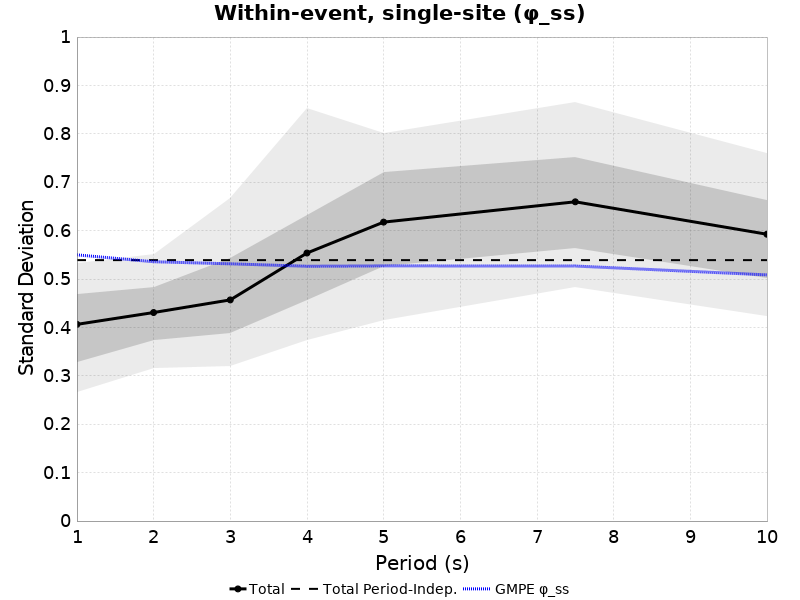 Within-event, single-site (φ_ss)
Standard Deviation
1
0.9
0.8
0.7
0.6
0.5
0.4
0.3
0.2
0.1
0
1 2 3 4 5 6 7 8 9 10
Period (s)
Total Total Period-Indep. GMPE φ_ss